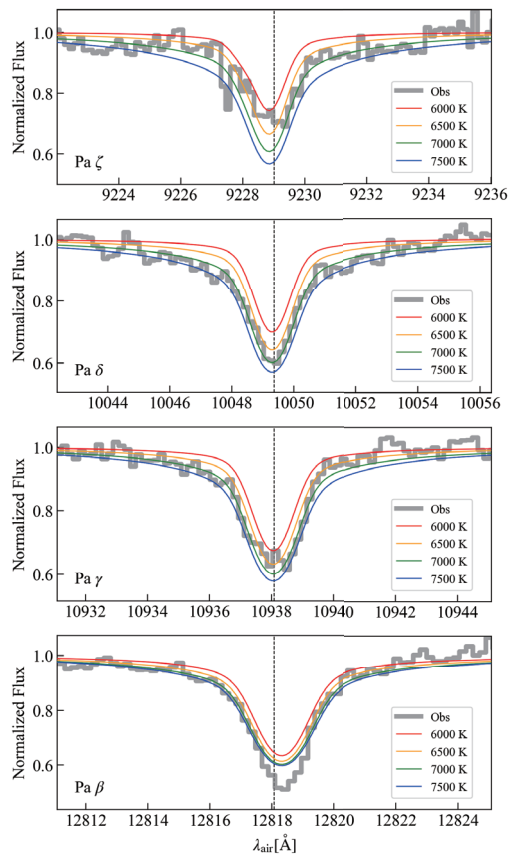 1.0
0.8
0.6
Normalized Flux
Pa ζ
Obs
6000 K
6500 K
7000 K
7500 K
9224 9226 9228 9230 9232 9234 9236
1.0
0.8
0.6
Normalized Flux
Pa δ
Obs
6000 K
6500 K
7000 K
7500 K
10044 10046 10048 10050 10052 10054 10056
1.0
0.8
0.6
Normalized Flux
Pa γ
Obs
6000 K
6500 K
7000 K
7500 K
10932 10934 10936 10938 10940 10942 10944
1.0
0.8
0.6
Normalized Flux
Pa β
Obs
6000 K
6500 K
7000 K
7500 K
12812 12814 12816 12818 12820 12822 12824
λair[Å]